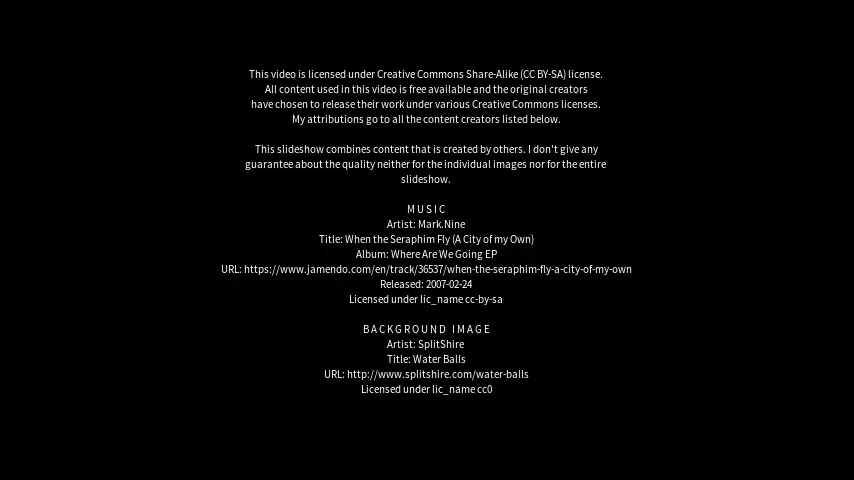 This video is licensed under Creative Commons Share-Alike (CC BY-SA) license.
All content used in this video is free available and the original creators
have chosen to release their work under various Creative Commons licenses.
My attributions go to all the content creators listed below.
This slideshow combines content that is created by others. I don't give any
guarantee about the quality neither for the individual images nor for the entire
slideshow.
MUSIC
Artist: Mark.Nine
Title: When the Seraphim Fly (A City of my Own)
Album: Where Are We Going EP
URL: https://www.jamendo.com/en/track/36537/when-the-seraphim-fly-a-city-of-my-own
Released: 2007-02-24
Licensed under lic_name cc-by-sa
BACKGROUND IMAGE
Artist: SplitShire
Title: Water Balls
URL: http://www.splitshire.com/water-balls
Licensed under lic_name cc0